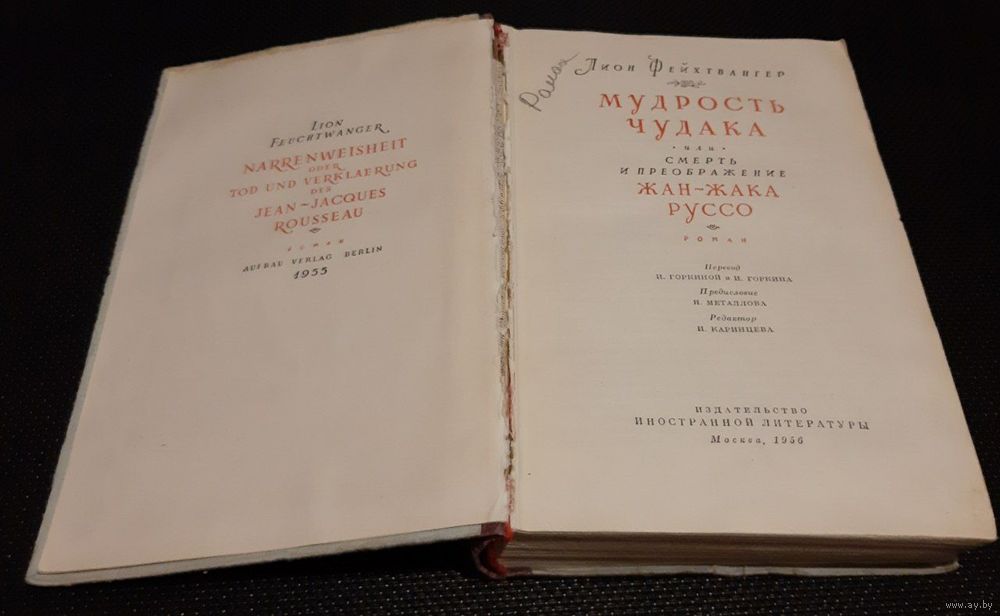 LION
FEUCHTWANGER
NARRENWEISHEIT
ODER
TOD UND VERKLAERUNG
DES
JEAN-JACQUES
ROUSSEAU
РОМАН
AUFBAU VERLAG BERLIN
1955
Роман
ЛИОН ФЕЙХТВАНГЕР
МУДРОСТЬ
ЧУДАКА
ИЛИ
СМЕРТЬ
И ПРЕОБРАЖЕНИЕ
ЖАН-ЖАКА
РУССО
РОМАН
Перевод
И. ГОРКИНОЙ и И. ГОРКИНА
Предисловие
И. МЕТАЛЛОВА
Редактор
Н. КАРИНЦЕВА
ИЗДАТЕЛЬСТВО
ИНОСТРАННОЙ ЛИТЕРАТУРЫ
Москва, 1956
www.ay.by